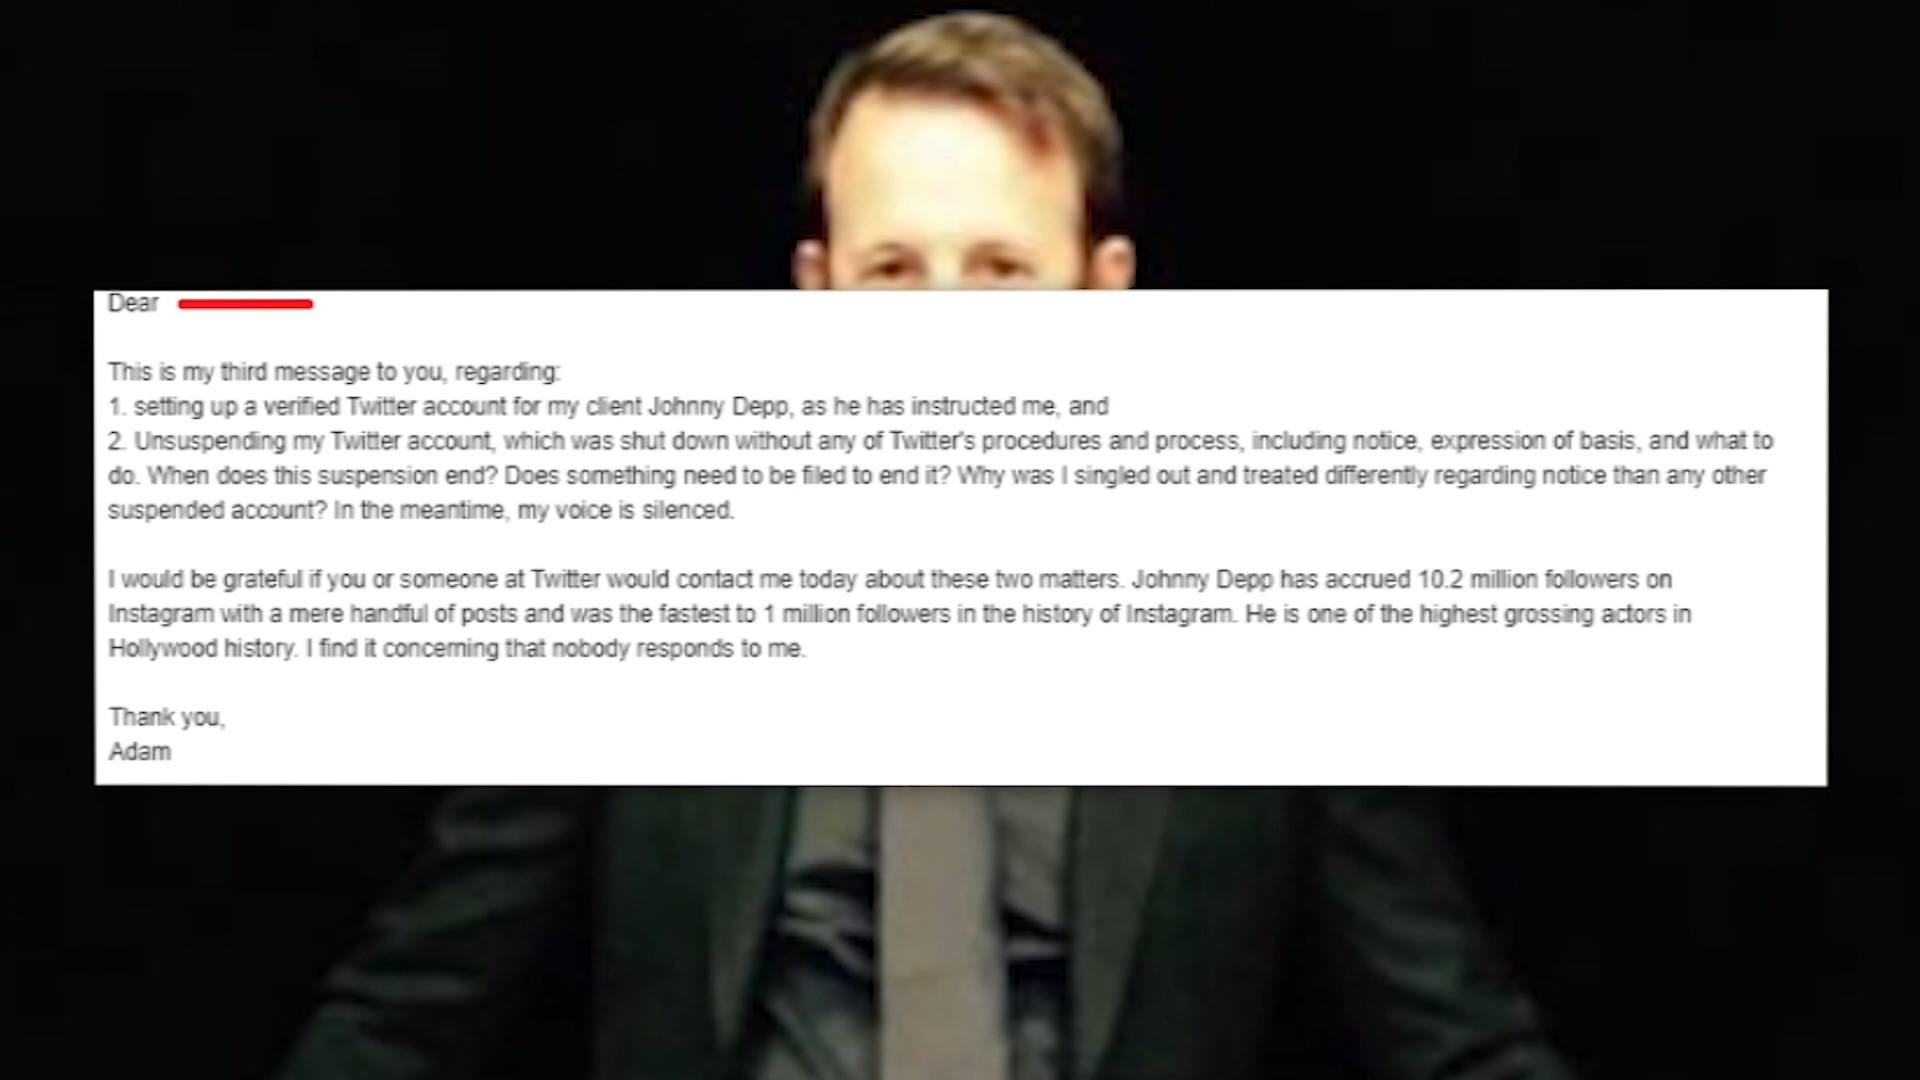 Dear
This is my third message to you, regarding:
1. setting up a verified Twitter account for my client Johnny Depp, as he has instructed me, and
2. Unsuspending my Twitter account, which was shut down without any of Twitter's procedures and process, including notice, expression of basis, and what to
do. When does this suspension end? Does something need to be filed to end it? Why was I singled out and treated differently regarding notice than any other
suspended account? In the meantime, my voice is silenced.
I would be grateful if you or someone at Twitter would contact me today about these two matters. Johnny Depp has accrued 10.2 million followers on
Instagram with a mere handful of posts and was the fastest to 1 million followers in the history of Instagram. He is one of the highest grossing actors in
Hollywood history. I find it concerning that nobody responds to me.
Thank you,
Adam